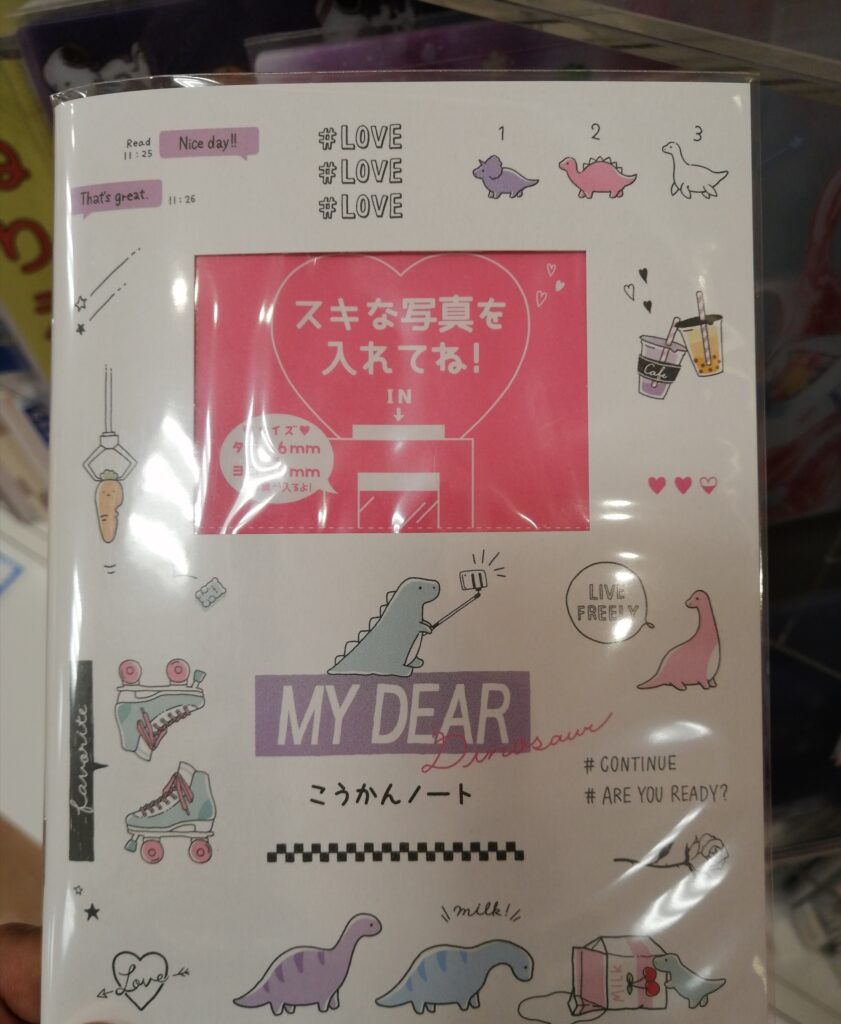 Read
11:25
Nice day!!
That's great.
11:26
#LOVE
#LOVE
#LOVE
1
2
3
スキな写真を
入れてね!
IN
Cafe
LIVE
FREELY
favorite
MY DEAR
Dinosaur
こうかんノート
# CONTINUE
# ARE YOU READY?
milk!
Love
MILK